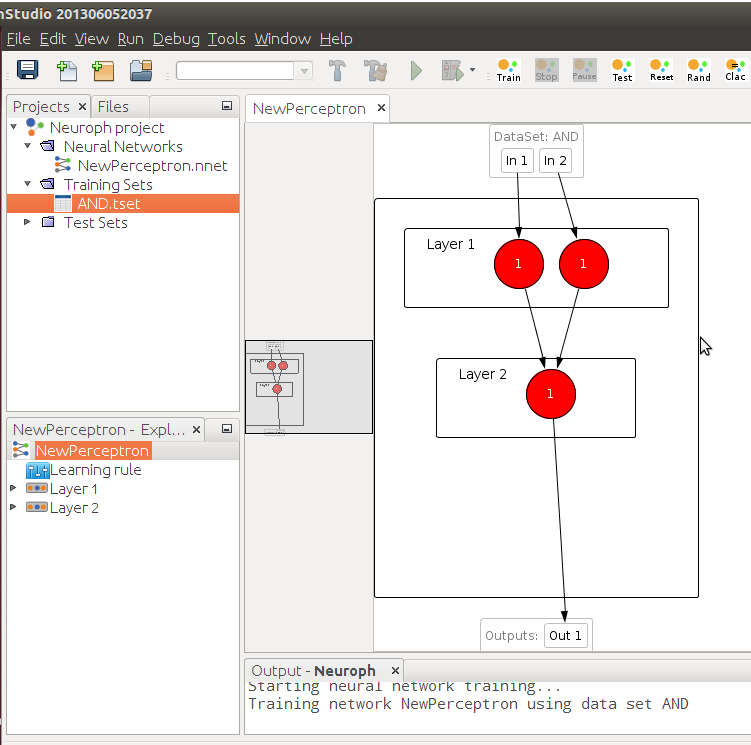 nStudio 201306052037
File Edit View Run Debug Tools Window Help
Train Stop Pause Test Reset Rand Clac
Projects × Files
NewPerceptron ×
Neuroph project
Neural Networks
NewPerceptron.nnet
Training Sets
AND.tset
Test Sets
DataSet: AND
In 1 In 2
Layer 1
1 1
Layer 2
1
Outputs: Out 1
NewPerceptron - Expl... ×
NewPerceptron
Learning rule
Layer 1
Layer 2
Output - Neuroph ×
Starting neural network training...
Training network NewPerceptron using data set AND